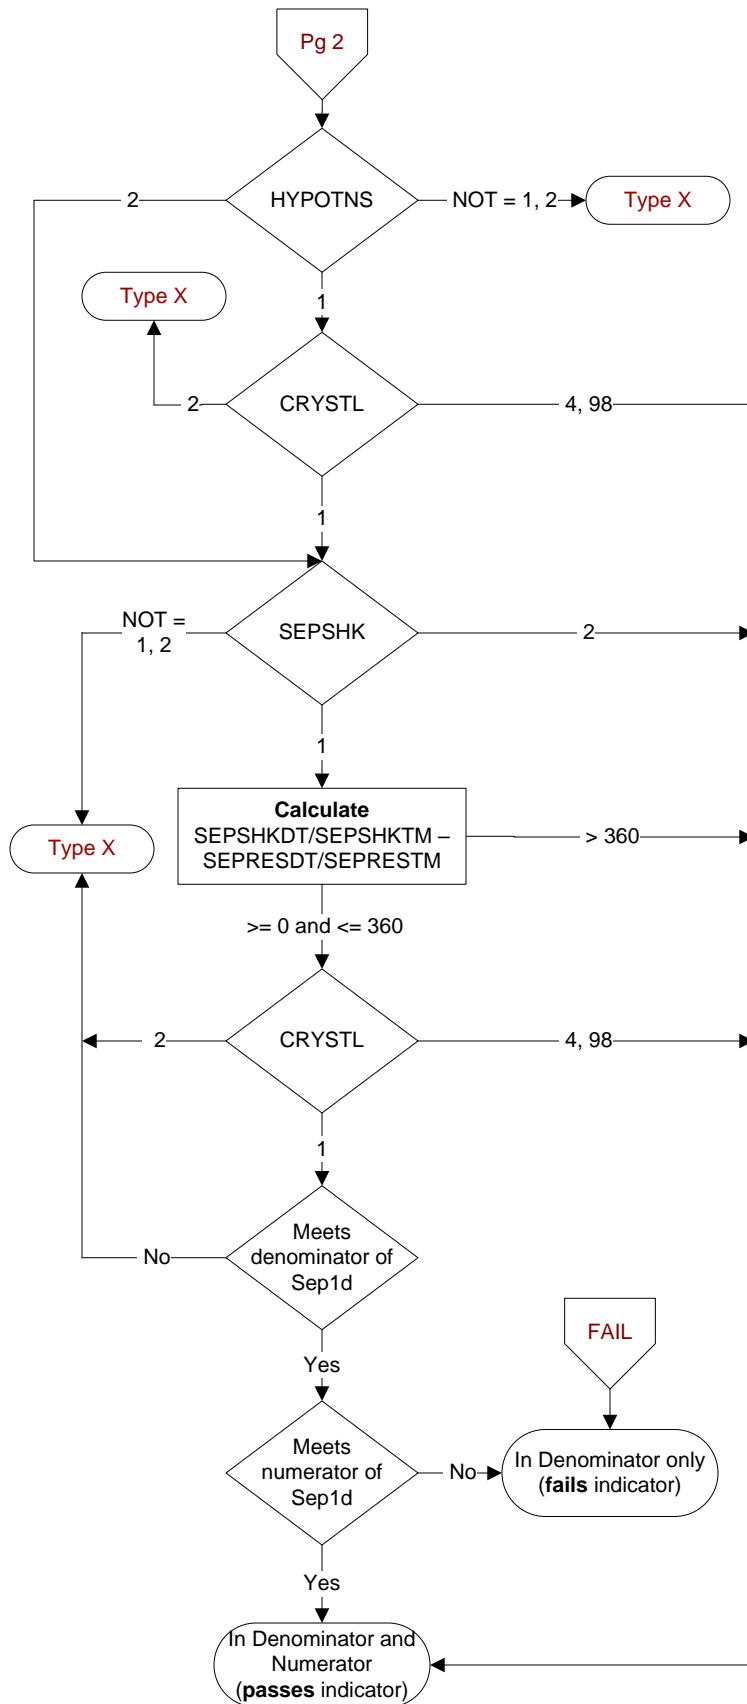 Pg 2
HYPOTNS
2
NOT = 1, 2
Type X
Type X
1
CRYSTL
2
4, 98
1
SEPSHK
NOT =
1, 2
2
1
Calculate
SEPSHKDT/SEPSHKTM –
SEPRESDT/SEPRESTM
> 360
Type X
>= 0 and <= 360
CRYSTL
2
4, 98
1
Meets
denominator of
Sep1d
No
FAIL
Yes
Meets
numerator of
Sep1d
No
In Denominator only
(fails indicator)
Yes
In Denominator and
Numerator
(passes indicator)